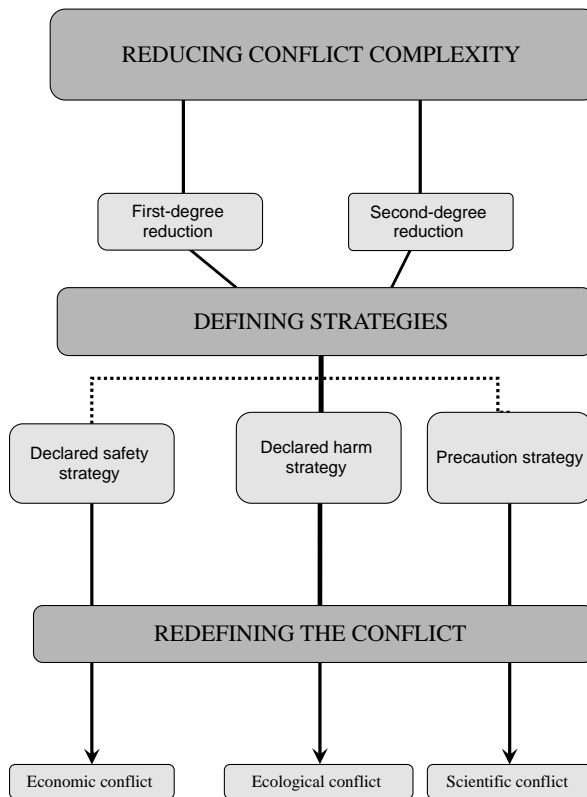 REDUCING CONFLICT COMPLEXITY
First-degree
reduction
Second-degree
reduction
DEFINING STRATEGIES
Declared safety
strategy
Declared harm
strategy
Precaution strategy
REDEFINING THE CONFLICT
Economic conflict
Ecological conflict
Scientific conflict